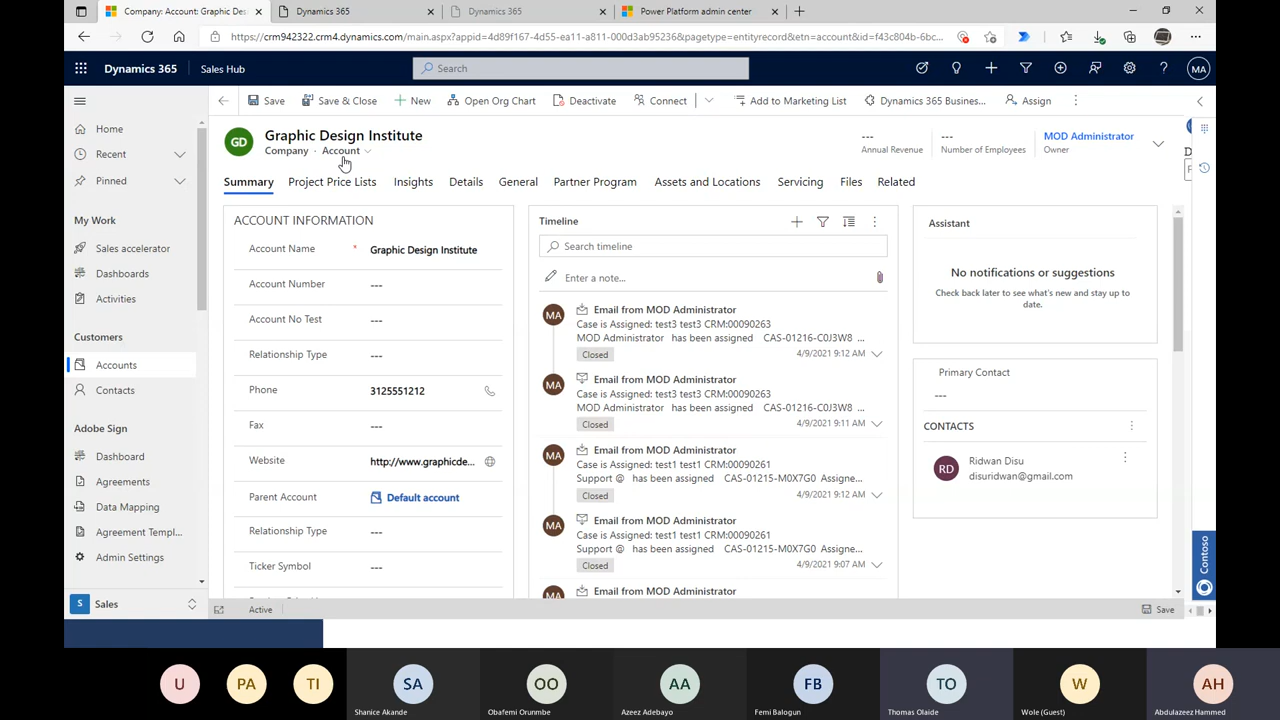 Company: Account: Graphic Des
Dynamics 365
Dynamics 365
Power Platform admin center
https://crm942322.crm4.dynamics.com/main.aspx?appid=4d89f167-4d55-ea11-a811-000d3ab95236&pagetype=entityrecord&etn=account&id=f43c804b-6bc...
Dynamics 365
Sales Hub
Search
MA
Save
Save & Close
New
Open Org Chart
Deactivate
Connect
Add to Marketing List
Dynamics 365 Busines...
Assign
Home
Recent
Pinned
My Work
Sales accelerator
Dashboards
Activities
Customers
Accounts
Contacts
Adobe Sign
Dashboard
Agreements
Data Mapping
Agreement Templ...
Admin Settings
S Sales
GD
Graphic Design Institute
Company · Account
---
Annual Revenue
---
Number of Employees
MOD Administrator
Owner
Summary
Project Price Lists
Insights
Details
General
Partner Program
Assets and Locations
Servicing
Files
Related
ACCOUNT INFORMATION
Account Name * Graphic Design Institute
Account Number ---
Account No Test ---
Relationship Type ---
Phone 3125551212
Fax ---
Website http://www.graphicde...
Parent Account Default account
Relationship Type ---
Ticker Symbol ---
Timeline
Search timeline
Enter a note...
MA Email from MOD Administrator
Case is Assigned: test3 test3 CRM:00090263
MOD Administrator has been assigned CAS-01216-C0J3W8 ...
Closed 4/9/2021 9:12 AM
MA Email from MOD Administrator
Case is Assigned: test3 test3 CRM:00090263
MOD Administrator has been assigned CAS-01216-C0J3W8 ...
Closed 4/9/2021 9:11 AM
MA Email from MOD Administrator
Case is Assigned: test1 test1 CRM:00090261
Support @ has been assigned CAS-01215-M0X7G0 Assigne...
Closed 4/9/2021 9:12 AM
MA Email from MOD Administrator
Case is Assigned: test1 test1 CRM:00090261
Support @ has been assigned CAS-01215-M0X7G0 Assigne...
Closed 4/9/2021 9:07 AM
MA Email from MOD Administrator
Assistant
No notifications or suggestions
Check back later to see what's new and stay up to
date.
Primary Contact
---
CONTACTS
RD
Ridwan Disu
disuridwan@gmail.com
Contoso
Active
Save
U
PA
TI
SA
Shanice Akande
OO
Obafemi Orunmbe
AA
Azeez Adebayo
FB
Femi Balogun
TO
Thomas Olaide
W
Wole (Guest)
AH
Abdulazeez Hammed